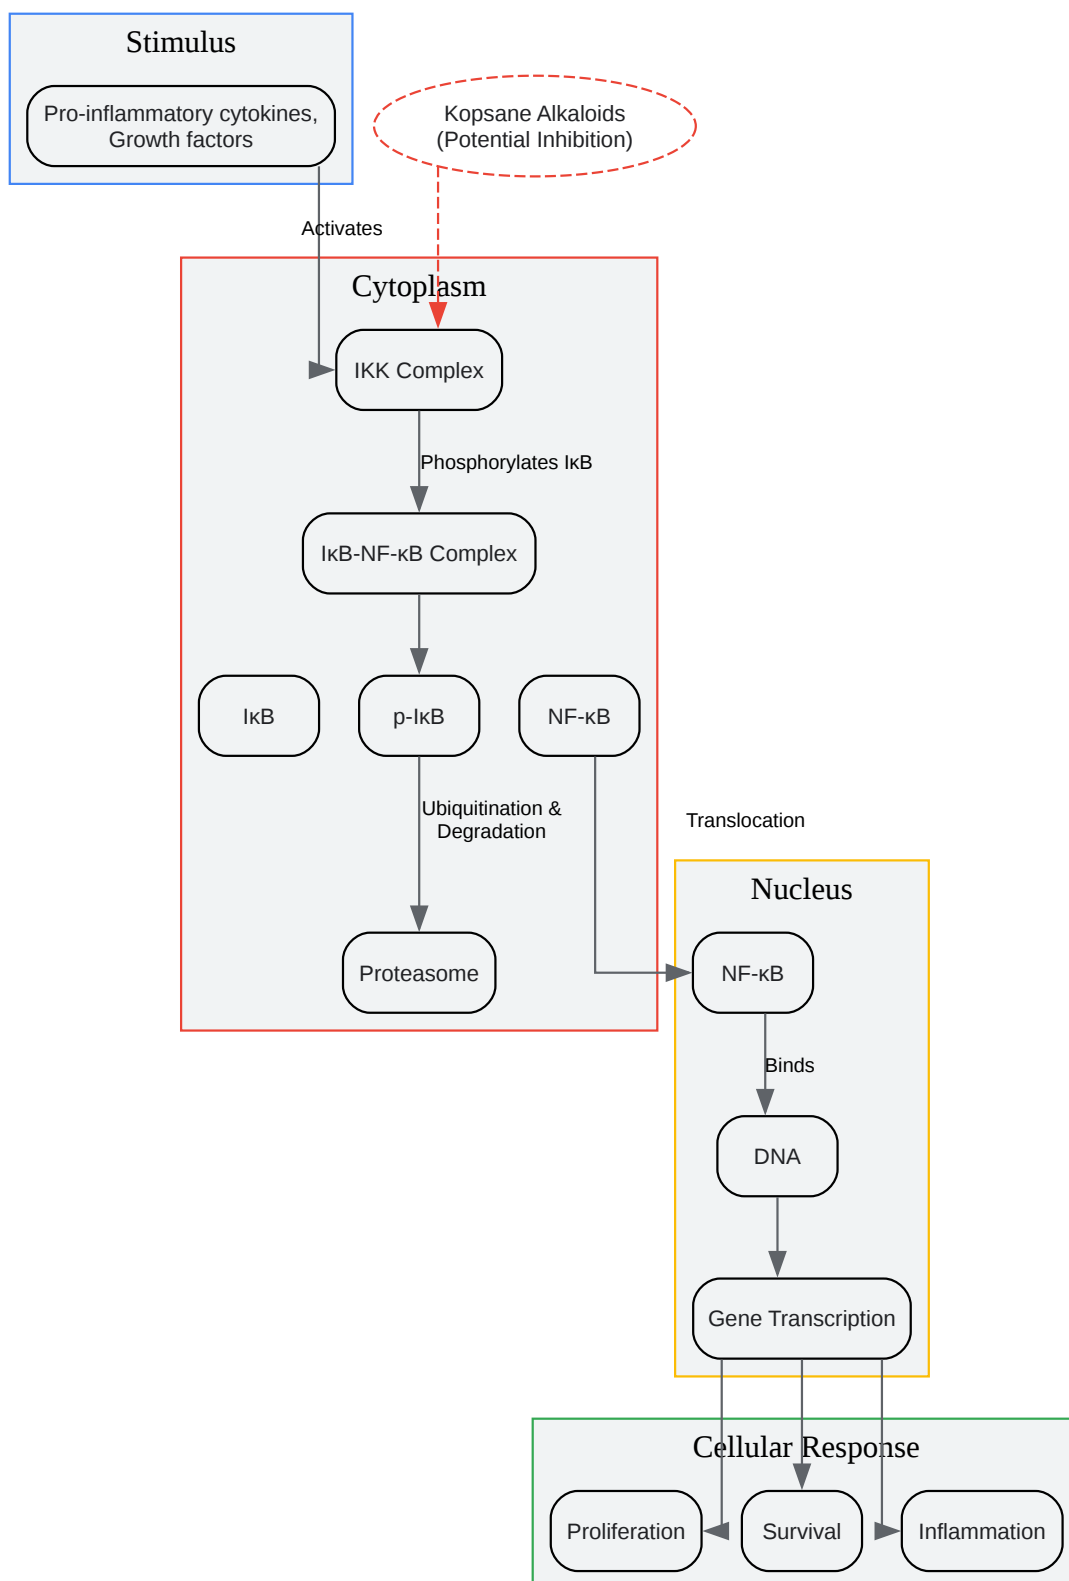 Stimulus
Pro-inflammatory cytokines,
Growth factors
Kopsane Alkaloids
(Potential Inhibition)
Activates
Cytoplasm
IKK Complex
Phosphorylates IκB
IκB-NF-κB Complex
IκB
p-IκB
NF-κB
Ubiquitination &
Degradation
Translocation
Nucleus
Proteasome
NF-κB
Binds
DNA
Gene Transcription
Cellular Response
Proliferation
Survival
Inflammation